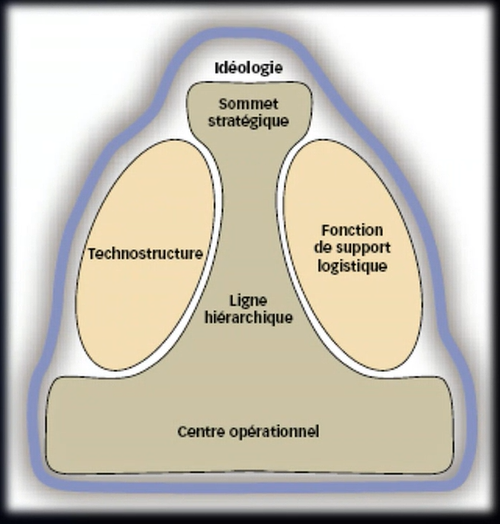 Idéologie
Sommet
stratégique
Technostructure
Fonction
de support
logistique
Ligne
hiérarchique
Centre opérationnel